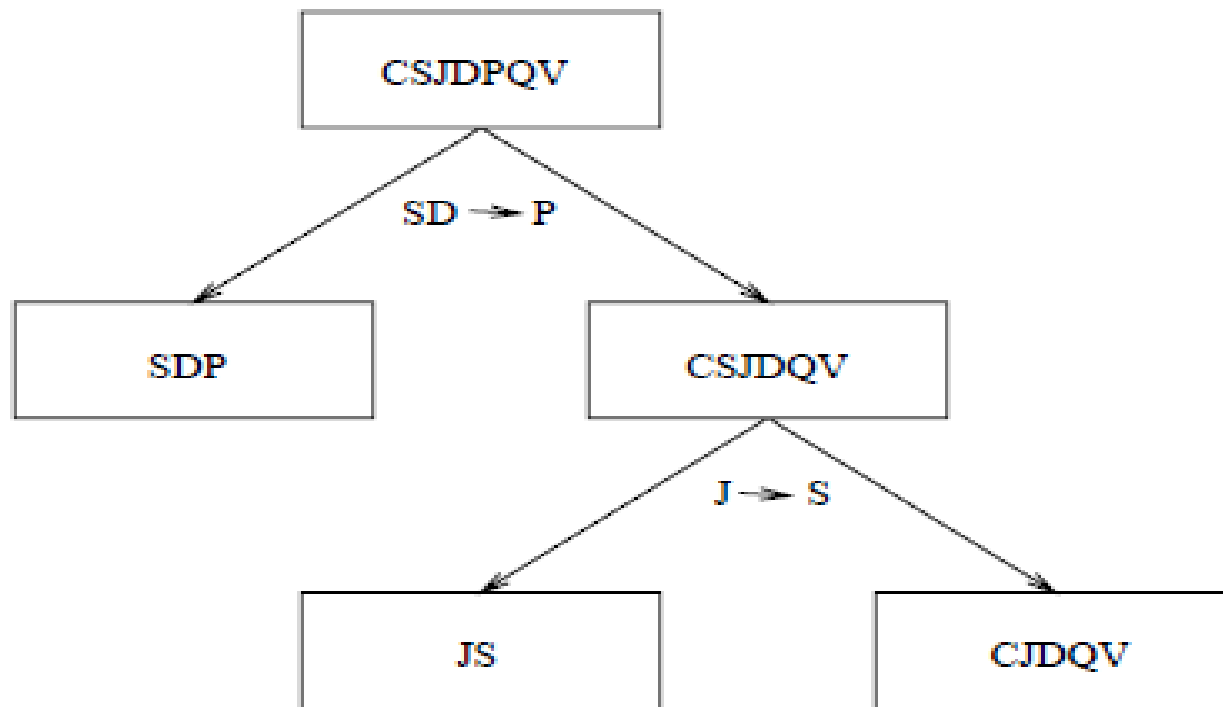 CSJDPQV
SD → P
SDP
CSJDQV
J → S
JS
CJDQV